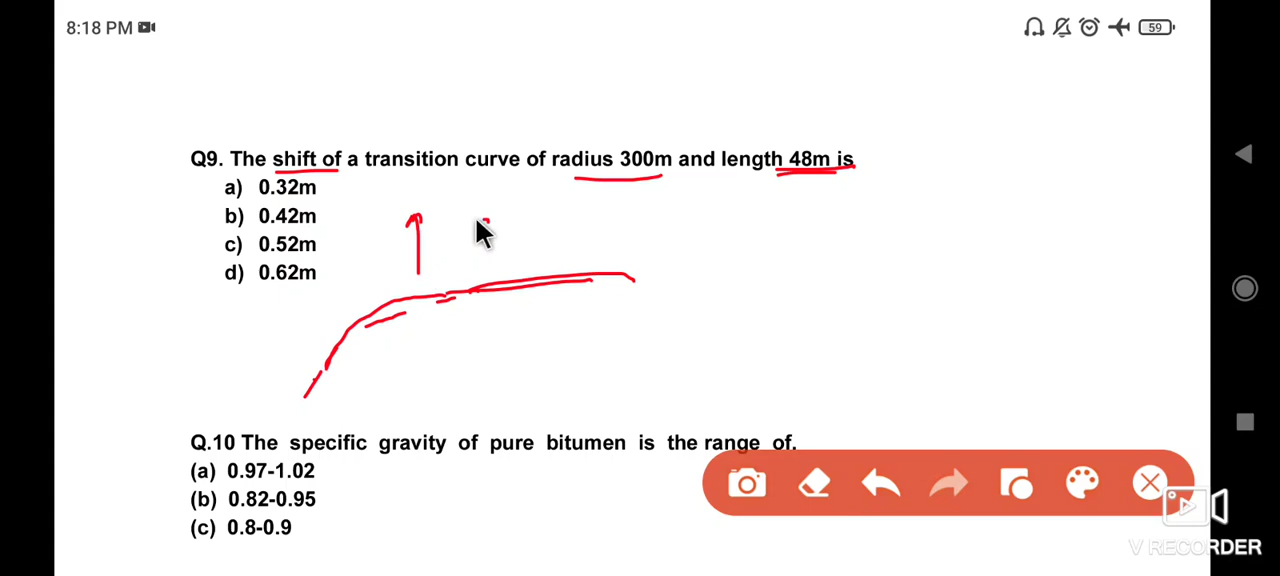 8:18 PM
59
Q9. The shift of a transition curve of radius 300m and length 48m is
a) 0.32m
b) 0.42m
c) 0.52m
d) 0.62m
Q.10 The specific gravity of pure bitumen is the range of.
(a) 0.97-1.02
(b) 0.82-0.95
(c) 0.8-0.9
V RECORDER